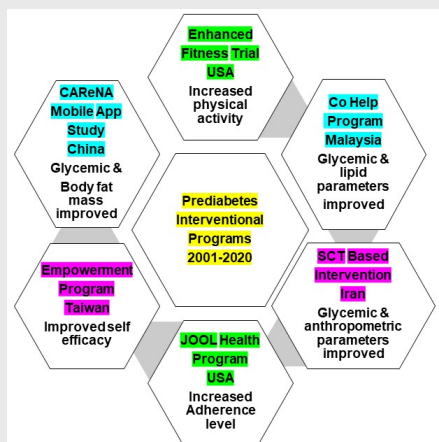 Enhanced
Fitness Trial
USA
Increased
physical
activity
Co Help
Program
Malaysia
Glycemic &
lipid
parameters
improved
SCT Based
Intervention
Iran
Glycemic &
anthropometric
parameters
improved
JOOL Health
Program
USA
Increased
Adherence
level
Empowerment
Program
Taiwan
Improved self
efficacy
CAReNA
Mobile App
Study
China
Glycemic &
Body fat
mass
improved
Prediabetes
Interventional
Programs
2001-2020